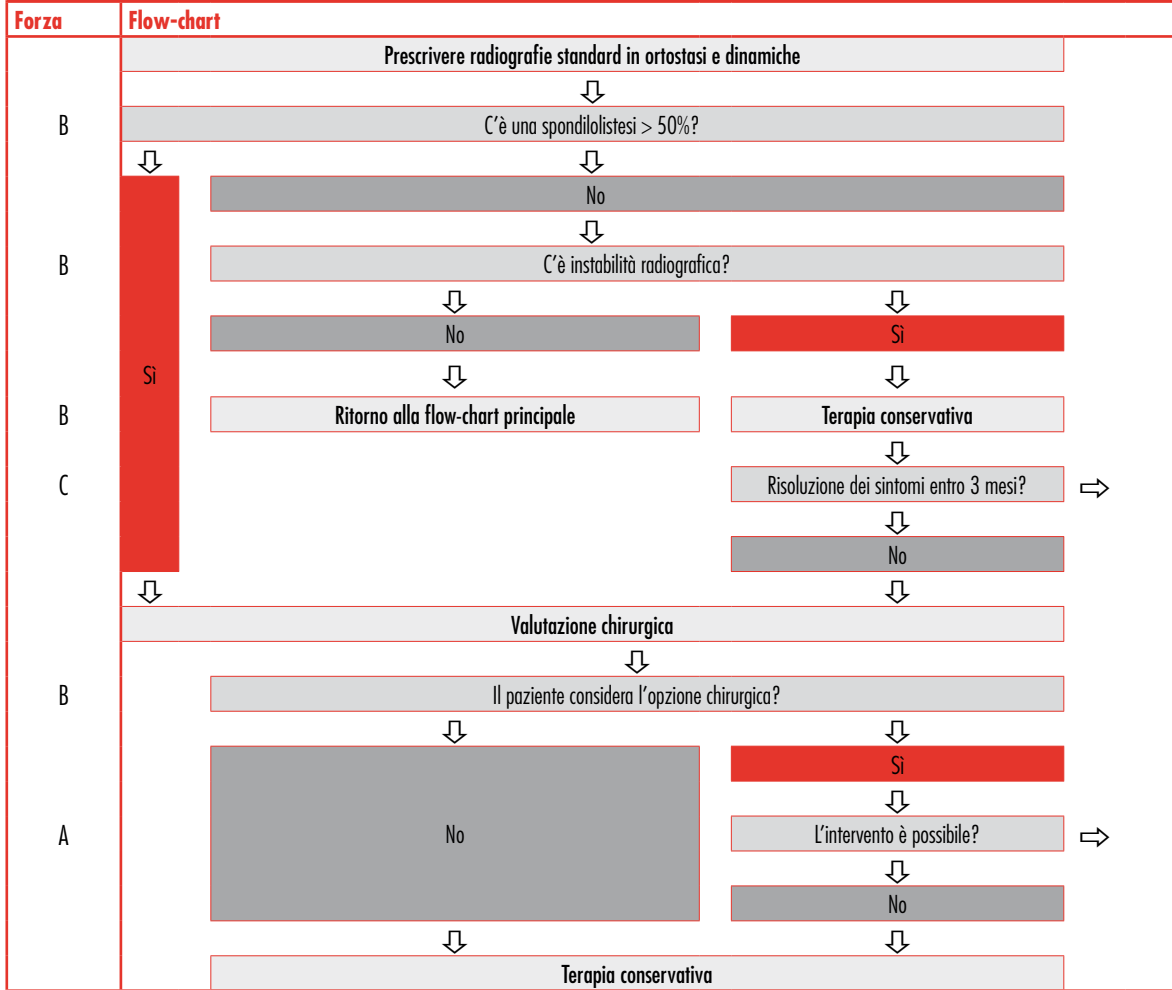 Forza Flow-chart
Prescrivere radiografie standard in ortostasi e dinamiche
B C'è una spondilolistesi > 50%?
No
B C'è instabilità radiografica?
No Sì
Sì
B Ritorno alla flow-chart principale Terapia conservativa
C Risoluzione dei sintomi entro 3 mesi?
No
Valutazione chirurgica
B Il paziente considera l'opzione chirurgica?
Sì
A No L'intervento è possibile?
No
Terapia conservativa